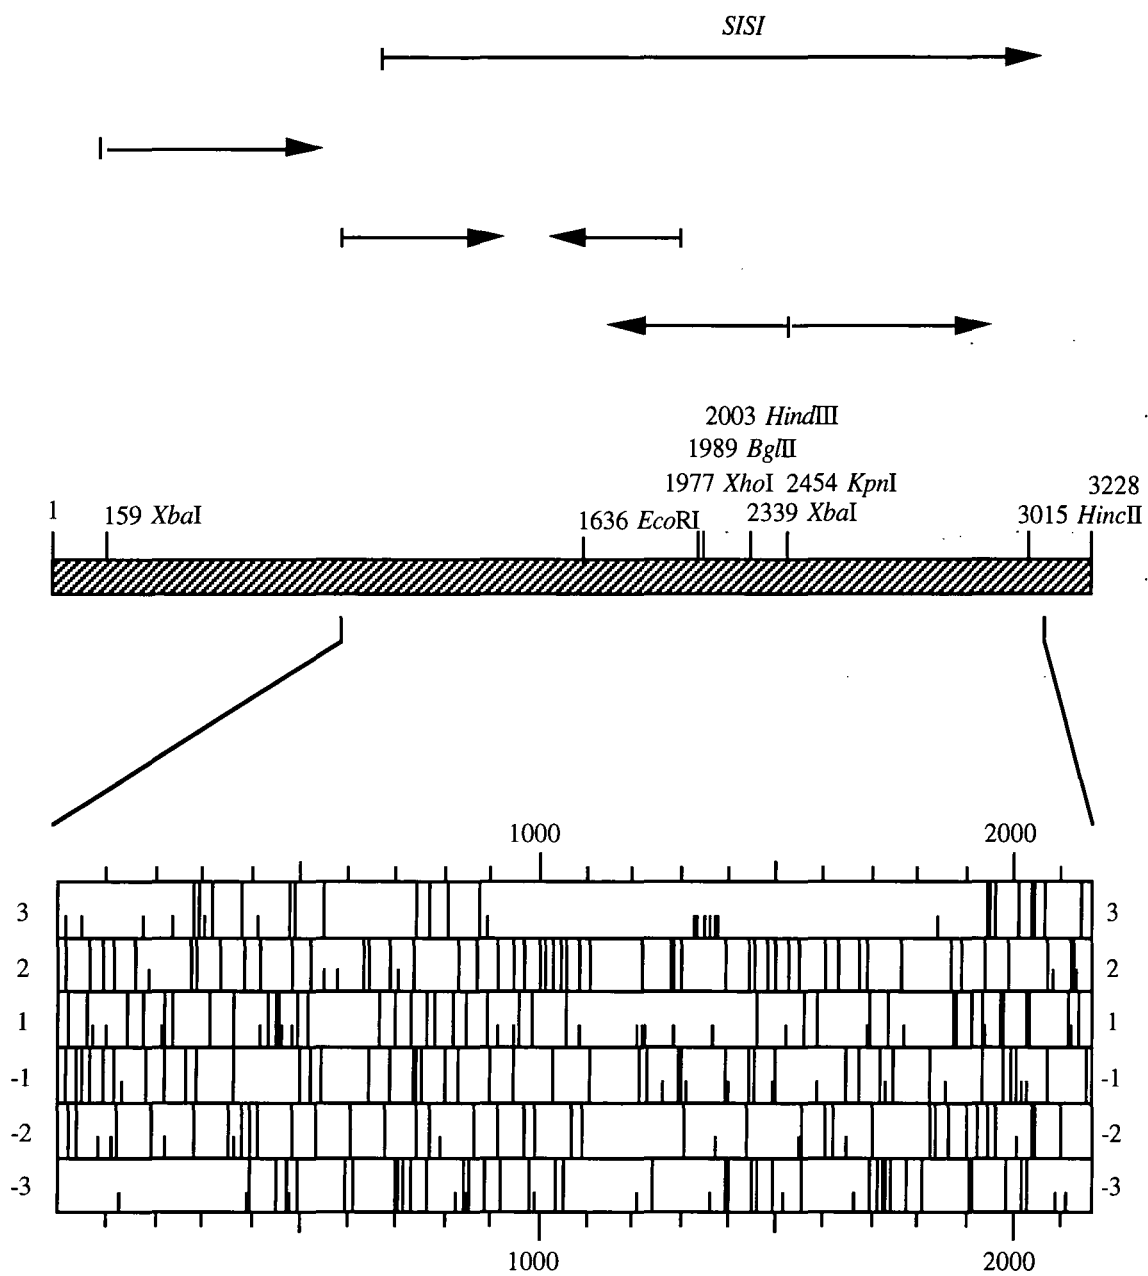 SISI
2003 HindIII
1989 BglII
1977 XhoI 2454 KpnI 3228
1 159 XbaI 1636 EcoRI 2339 XbaI 3015 HincII
1000 2000
3 3
2 2
1 1
-1 -1
-2 -2
-3 -3
1000 2000